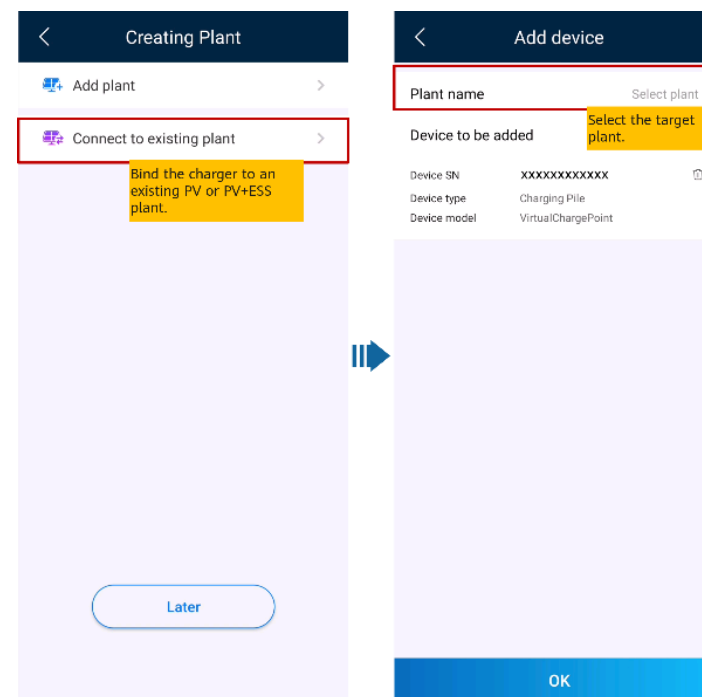 Creating Plant
Add plant
Connect to existing plant
Bind the charger to an
existing PV or PV+ESS
plant.
Later
Add device
Plant name
Select plant
Select the target
plant.
Device to be added
Device SN
XXXXXXXXXXXX
Device type
Charging Pile
Device model
VirtualChargePoint
OK